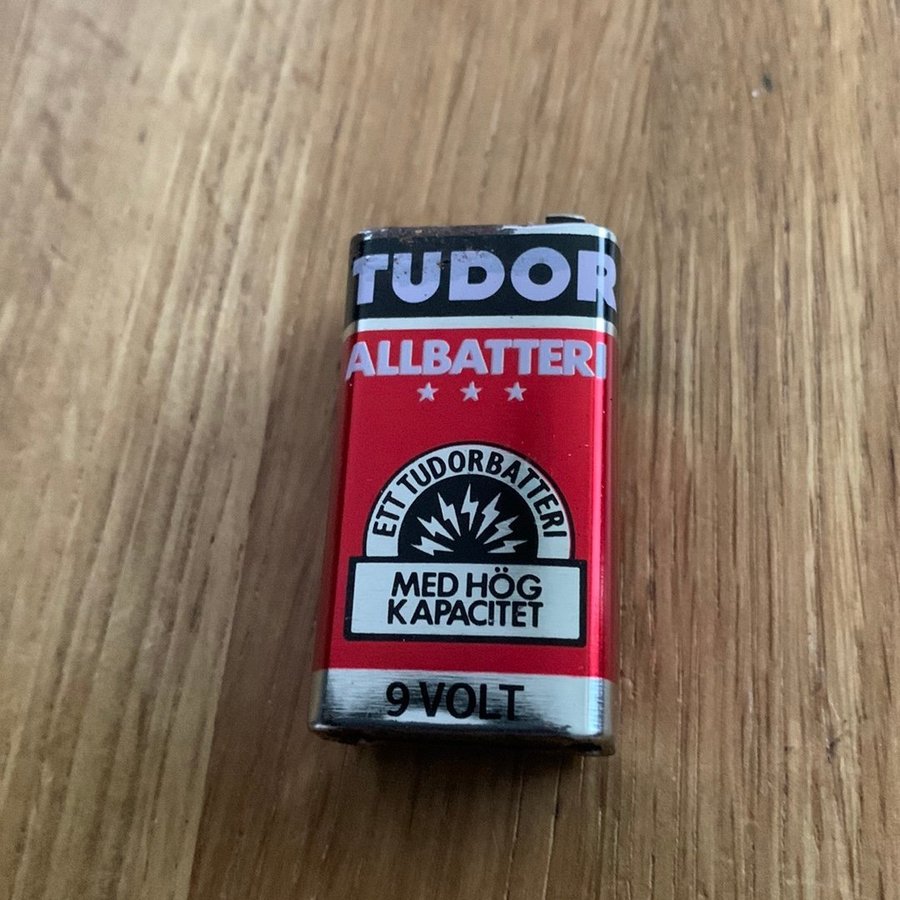 TUDOR
ALLBATTERI
ETT TUDORBATTERI
MED HÖG
KAPACITET
9 VOLT